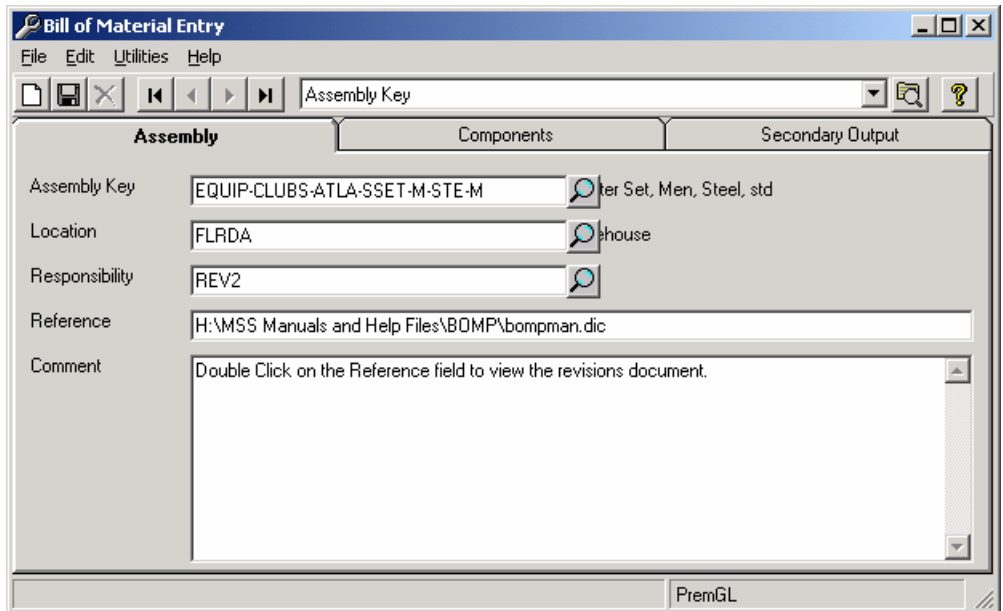 Bill of Material Entry
File Edit Utilities Help
Assembly Key
Assembly Components Secondary Output
Assembly Key EQUIP-CLUBS-ATLA-SSET-M-STE-M ter Set, Men, Steel, std
Location FLRDA ehouse
Responsibility REV2
Reference H:\MSS Manuals and Help Files\BOMP\bompman.dic
Comment Double Click on the Reference field to view the revisions document.
PremGL